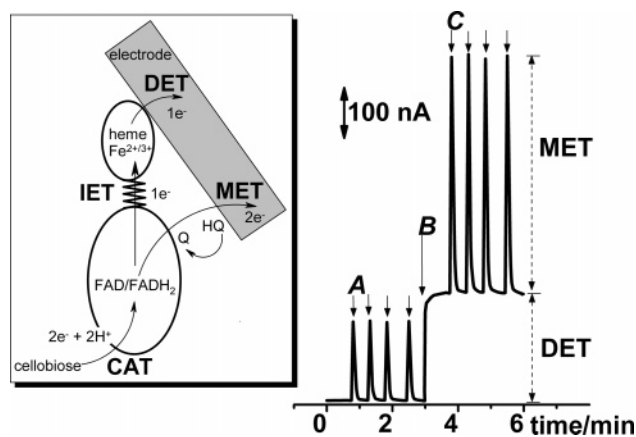 electrode
DET
1e-
heme
Fe2+/3+
IET
1e-
MET
2e-
Q
HQ
FAD/FADH2
2e- + 2H+
cellobiose
CAT
C
100 nA
MET
B
A
DET
0 2 4 6 time/min